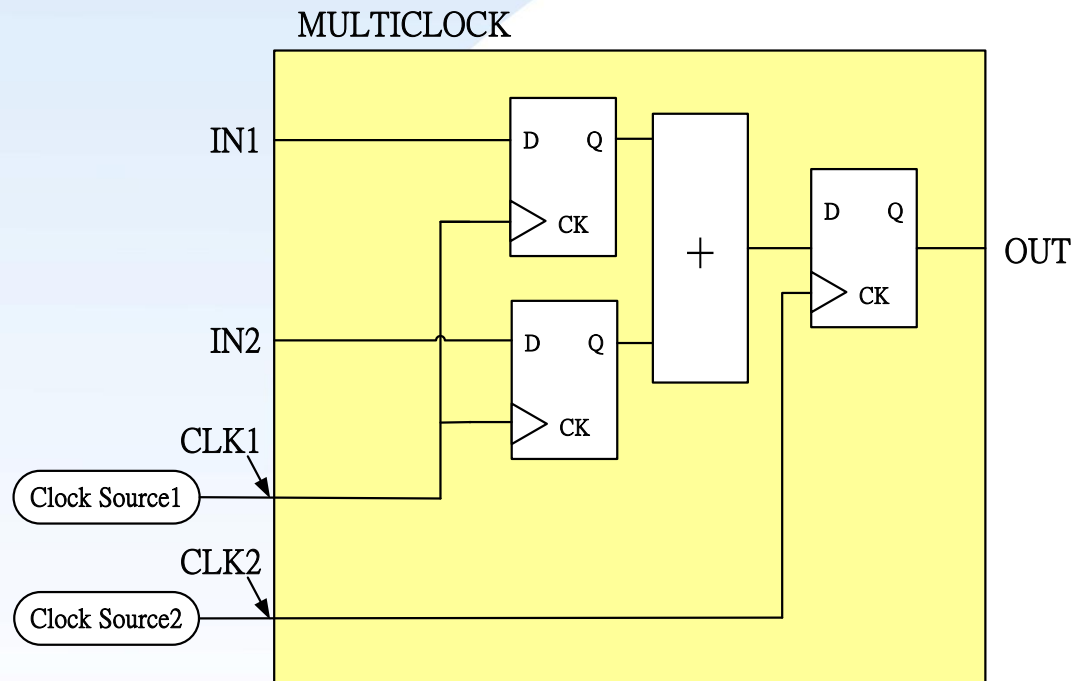 MULTICLOCK
IN1
D Q
CK
+
D Q
CK
OUT
IN2
D Q
CK
CLK1
Clock Source1
CLK2
Clock Source2